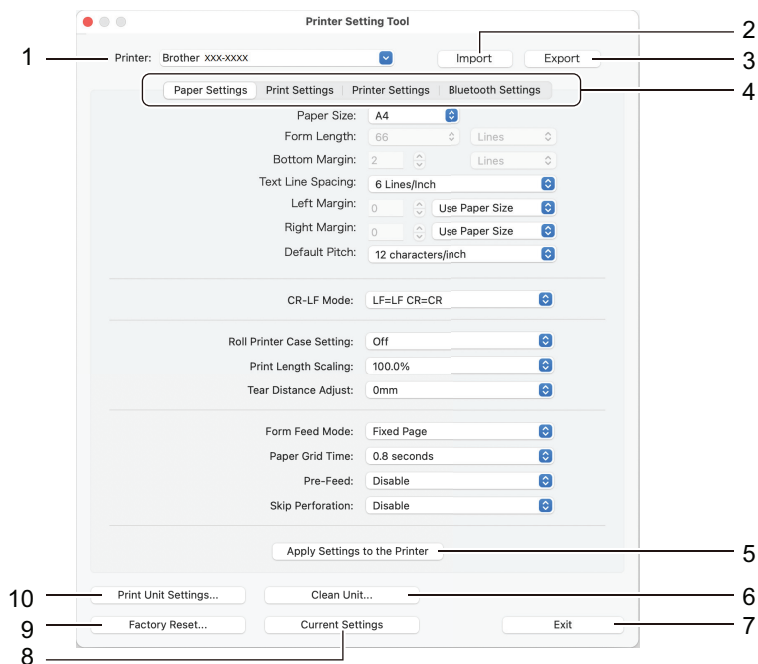 Printer Setting Tool
2
1 Printer: Brother XXX-XXXX Import Export 3
Paper Settings Print Settings Printer Settings Bluetooth Settings 4
Paper Size: A4
Form Length: 66 Lines
Bottom Margin: 2 Lines
Text Line Spacing: 6 Lines/Inch
Left Margin: 0 Use Paper Size
Right Margin: 0 Use Paper Size
Default Pitch: 12 characters/inch
CR-LF Mode: LF=LF CR=CR
Roll Printer Case Setting: Off
Print Length Scaling: 100.0%
Tear Distance Adjust: 0mm
Form Feed Mode: Fixed Page
Paper Grid Time: 0.8 seconds
Pre-Feed: Disable
Skip Perforation: Disable
Apply Settings to the Printer 5
10 Print Unit Settings... Clean Unit... 6
9 Factory Reset... Current Settings Exit 7
8